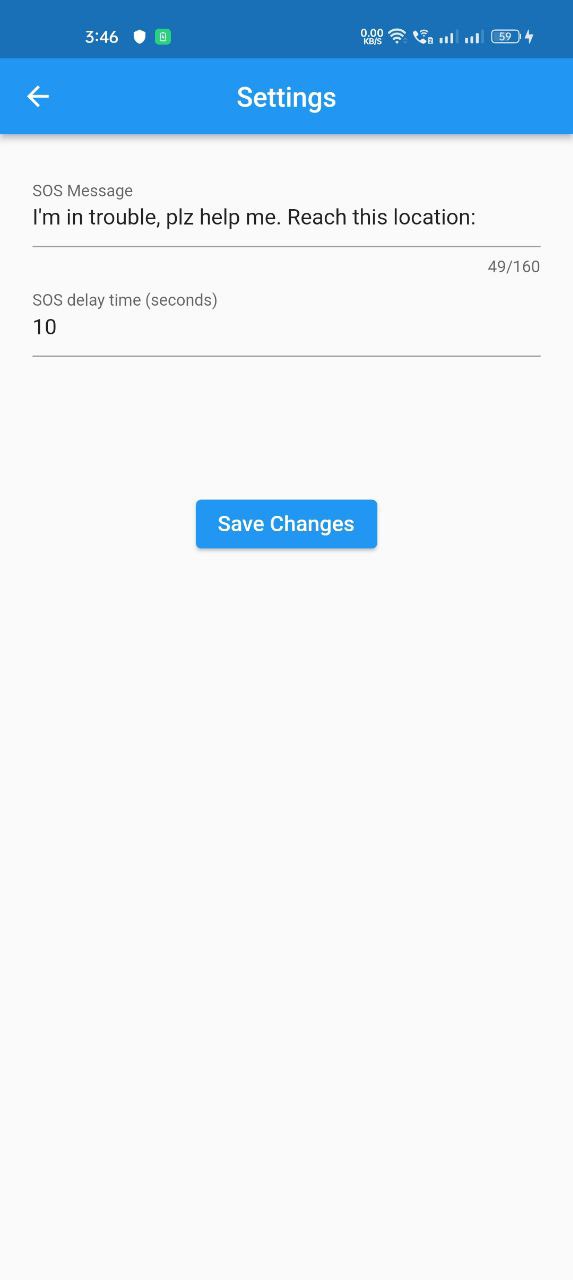 3:46
0.00
KB/S
59
Settings
SOS Message
I'm in trouble, plz help me. Reach this location:
49/160
SOS delay time (seconds)
10
Save Changes